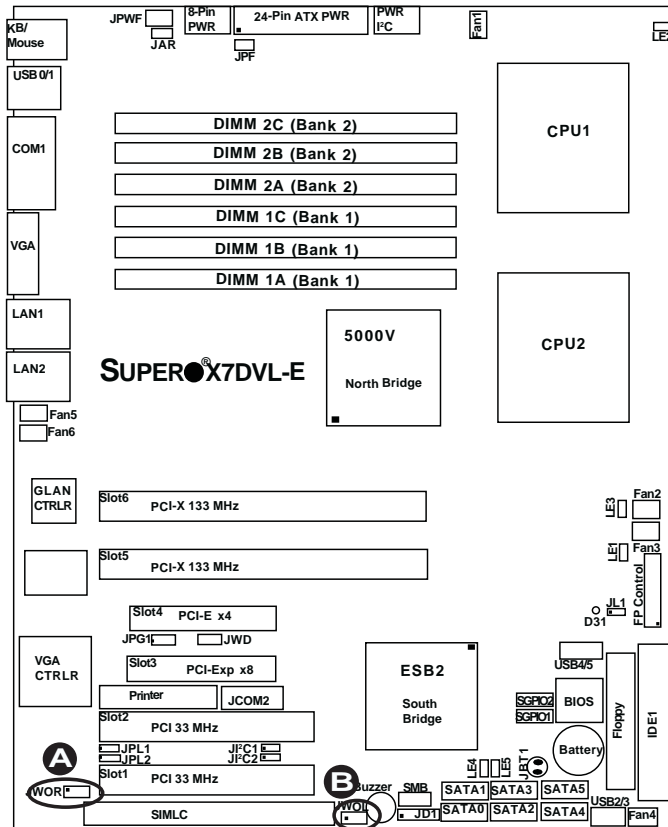 JPWF
8-Pin
PWR
24-Pin ATX PWR
PWR
I²C
Fan1
LE2
KB/
Mouse
JAR
JPF
USB 0/1
COM1
DIMM 2C (Bank 2)
DIMM 2B (Bank 2)
DIMM 2A (Bank 2)
DIMM 1C (Bank 1)
DIMM 1B (Bank 1)
DIMM 1A (Bank 1)
CPU1
VGA
LAN1
LAN2
5000V
North Bridge
CPU2
SUPER®X7DVL-E
Fan5
Fan6
GLAN
CTRLR
Slot6
PCI-X 133 MHz
Slot5
PCI-X 133 MHz
LE3
Fan2
LE1
Fan3
FP Control
JL1
D31
Slot4
PCI-E x4
JPG1
JWD
VGA
CTRLR
Slot3
PCI-Exp x8
Printer
JCOM2
ESB2
South
Bridge
USB4/5
SGPIO2
SGPIO1
BIOS
Floppy
IDE1
Slot2
PCI 33 MHz
JPL1
JPL2
JI²C1
JI²C2
LE4
LE5
JBT1
Battery
A
WOR
Slot1
PCI 33 MHz
B
Buzzer
SMB
SATA1
SATA3
SATA5
SIMLC
JWOL
JD1
SATA0
SATA2
SATA4
USB2/3
Fan4